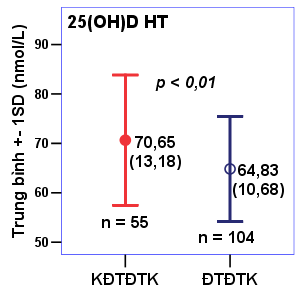 25(OH)D HT
Trung bình +- 1SD (nmol/L)
90
80
70
60
50
p < 0,01
70,65
(13,18)
64,83
(10,68)
n = 55
n = 104
KĐTĐTK
ĐTĐTK